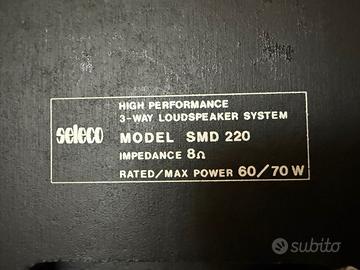 seleco
HIGH PERFORMANCE
3-WAY LOUDSPEAKER SYSTEM
MODEL SMD 220
IMPEDANCE 8Ω
RATED/MAX POWER 60/70 W
subito